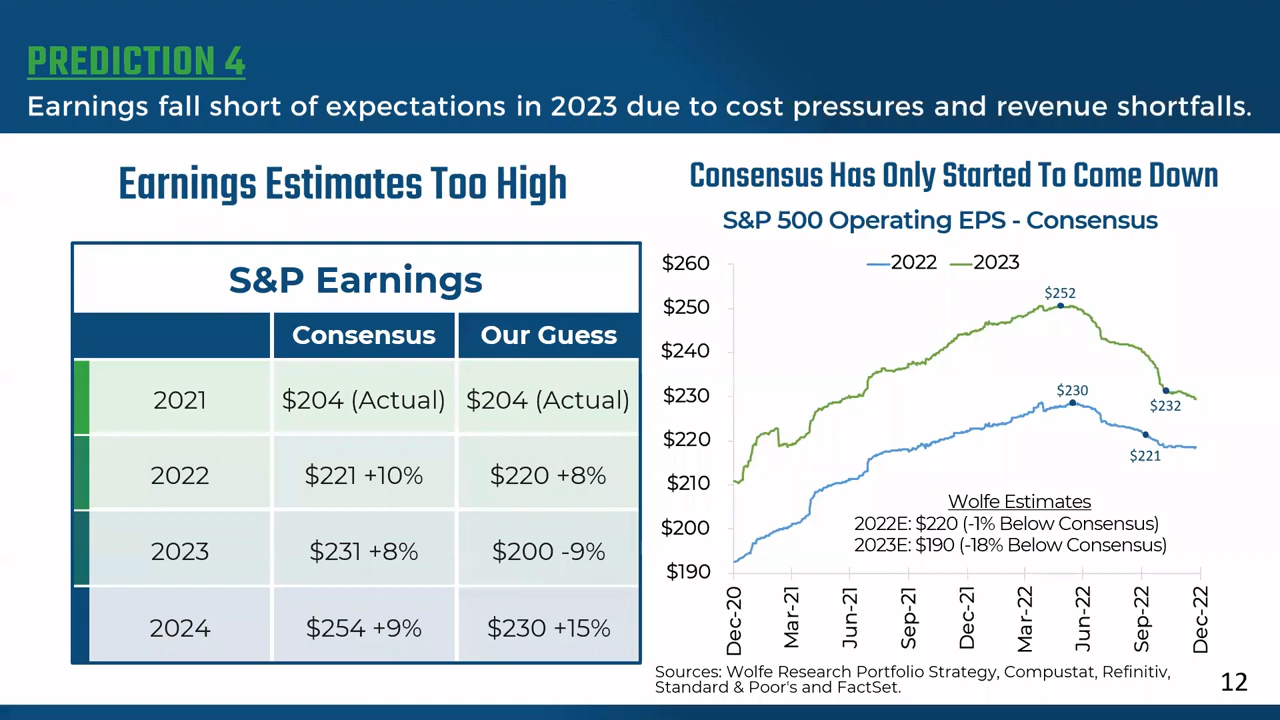 PREDICTION 4
Earnings fall short of expectations in 2023 due to cost pressures and revenue shortfalls.
Earnings Estimates Too High
S&P Earnings
Consensus Our Guess
2021 $204 (Actual) $204 (Actual)
2022 $221 +10% $220 +8%
2023 $231 +8% $200 -9%
2024 $254 +9% $230 +15%
Consensus Has Only Started To Come Down
S&P 500 Operating EPS - Consensus
2022 2023
$260
$250
$240
$230
$220
$210
$200
$190
$252
$230
$232
$221
Wolfe Estimates
2022E: $220 (-1% Below Consensus)
2023E: $190 (-18% Below Consensus)
Dec-20 Mar-21 Jun-21 Sep-21 Dec-21 Mar-22 Jun-22 Sep-22 Dec-22
Sources: Wolfe Research Portfolio Strategy, Compustat, Refinitiv,
Standard & Poor's and FactSet.
12